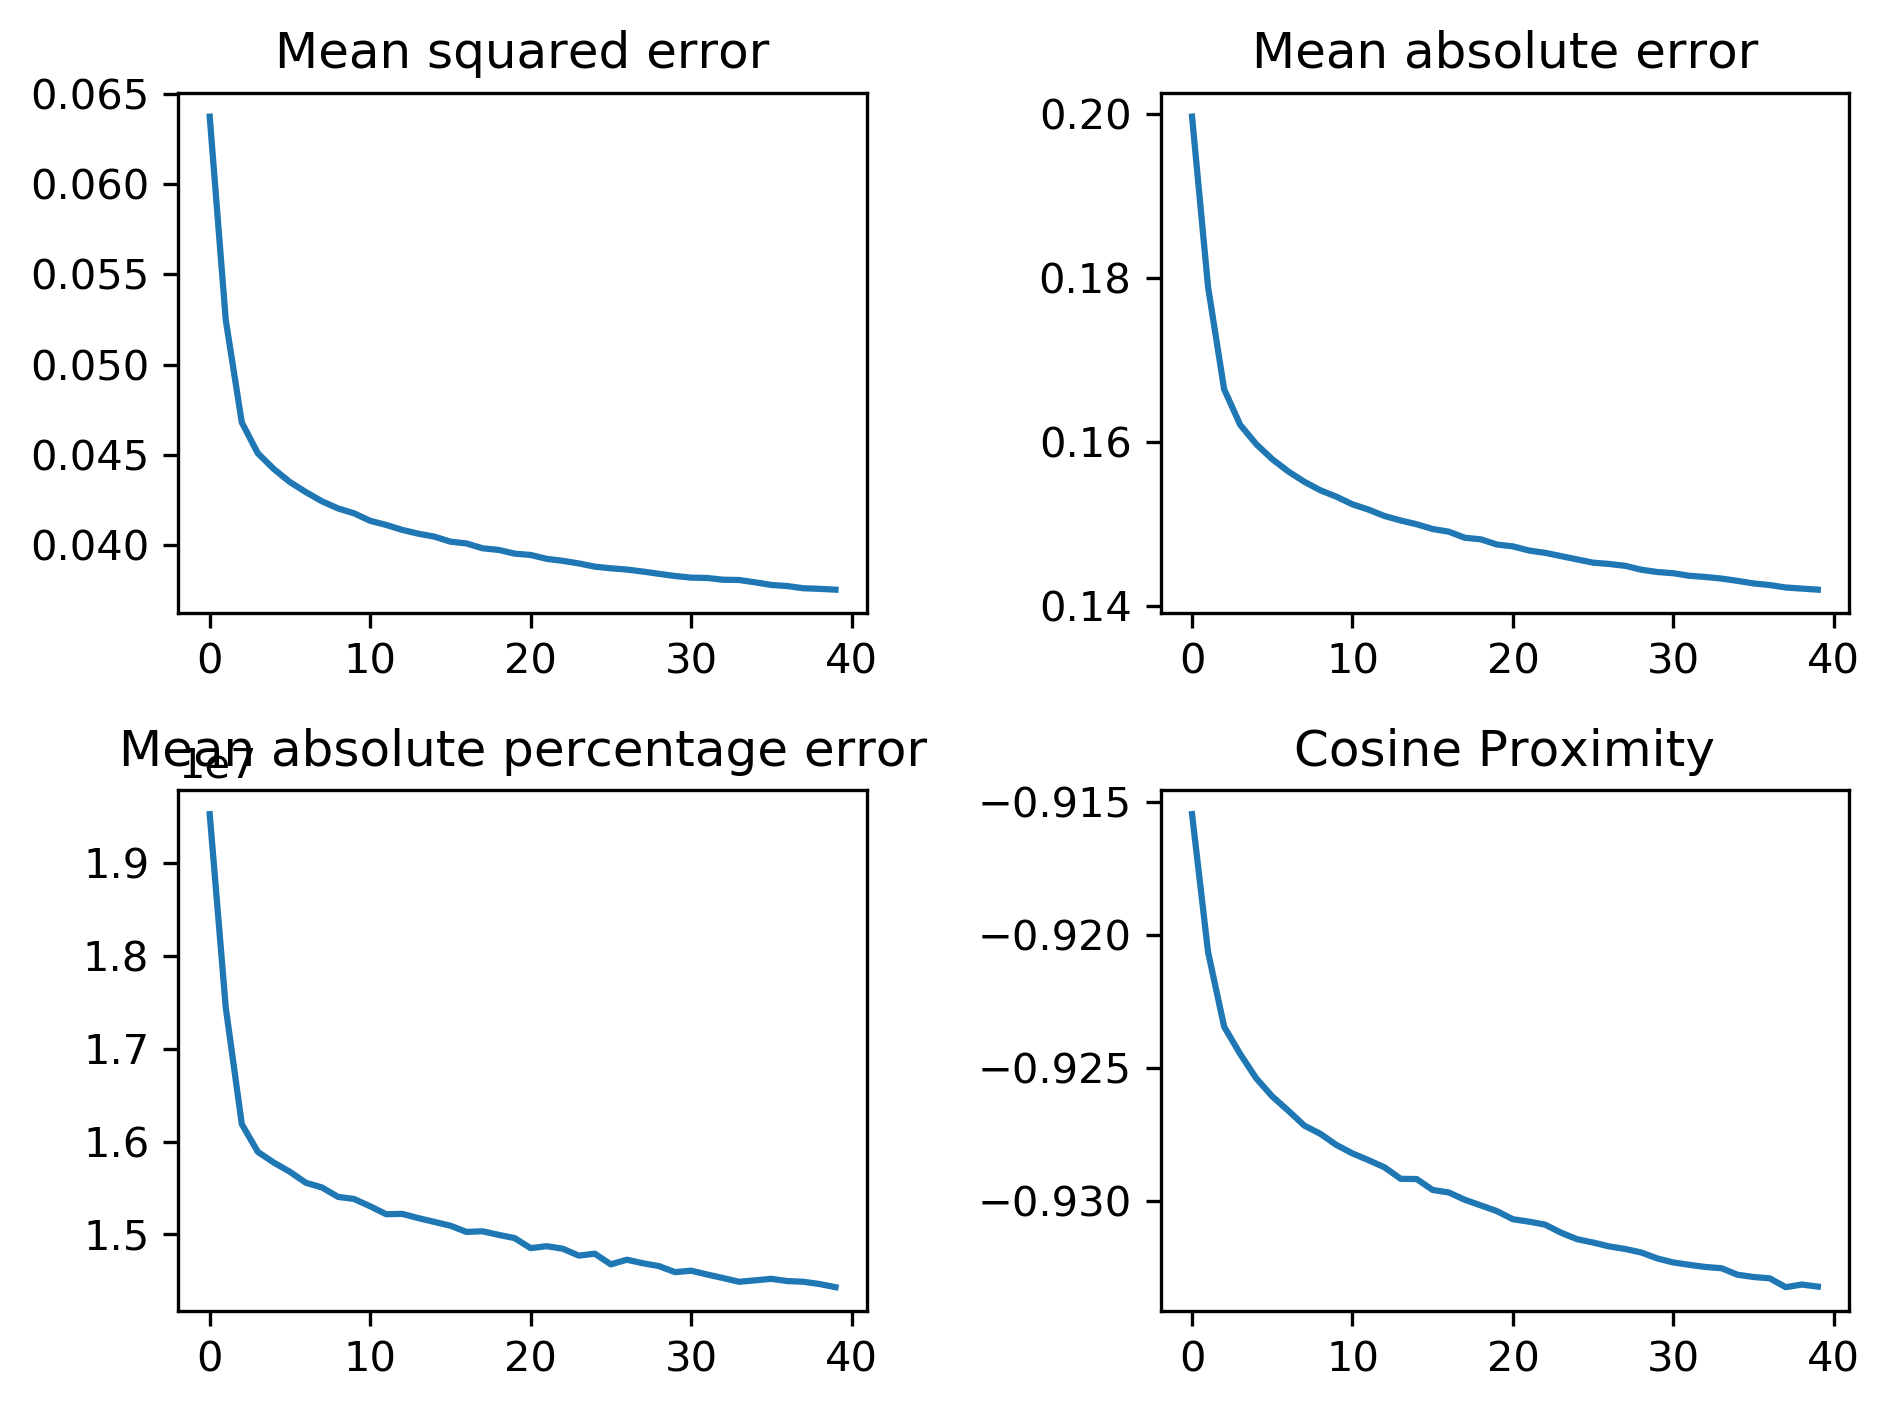 Mean squared error
0.065
0.060
0.055
0.050
0.045
0.040
0 10 20 30 40
Mean absolute error
0.20
0.18
0.16
0.14
0 10 20 30 40
Mean absolute percentage error
1e7
1.9
1.8
1.7
1.6
1.5
0 10 20 30 40
Cosine Proximity
−0.915
−0.920
−0.925
−0.930
0 10 20 30 40